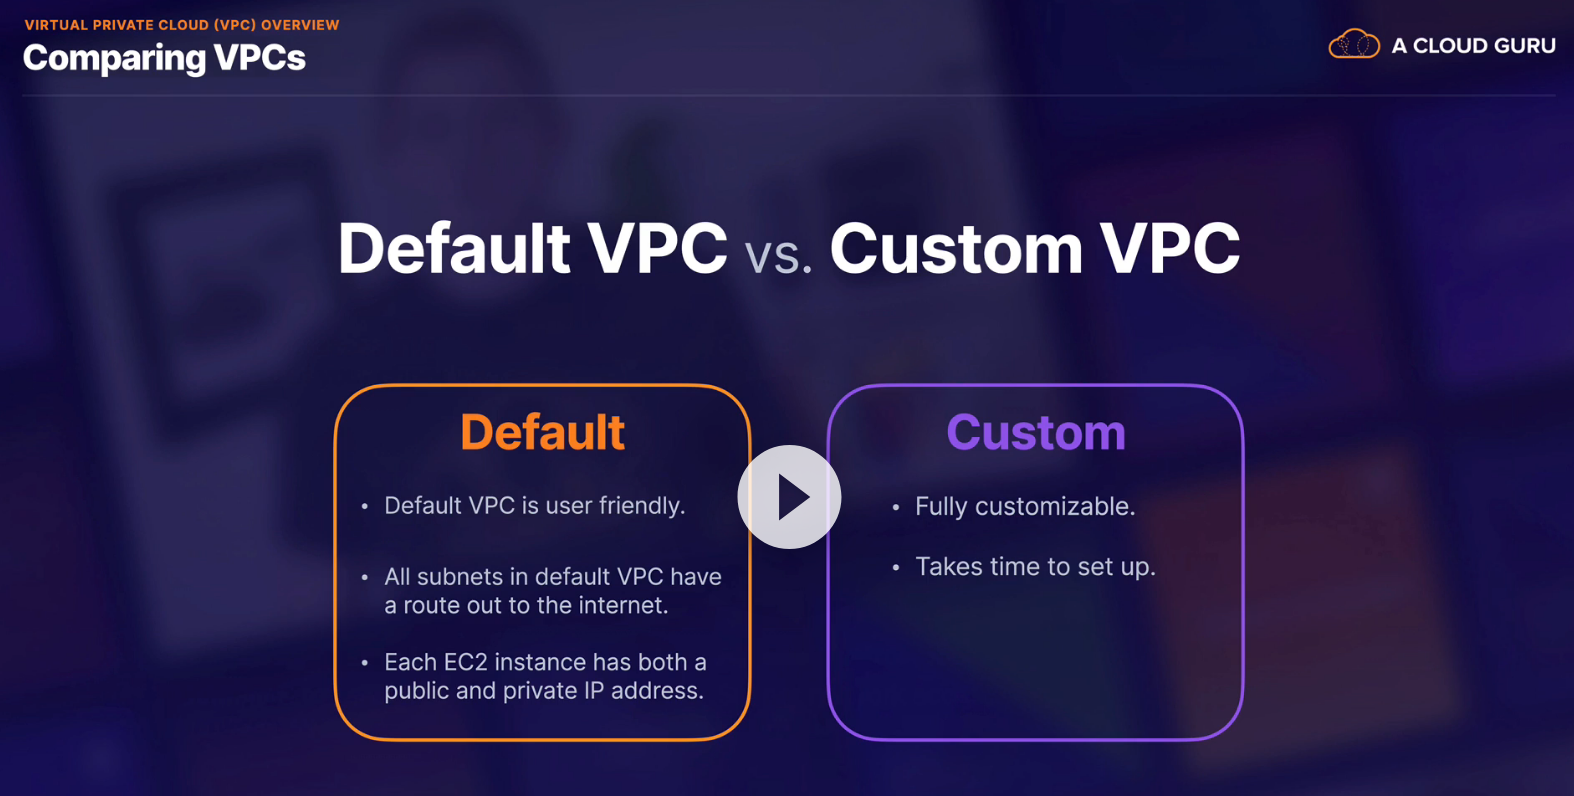 VIRTUAL PRIVATE CLOUD (VPC) OVERVIEW
Comparing VPCs
A CLOUD GURU
Default VPC vs. Custom VPC
Default
• Default VPC is user friendly.
• All subnets in default VPC have
a route out to the internet.
• Each EC2 instance has both a
public and private IP address.
Custom
• Fully customizable.
• Takes time to set up.